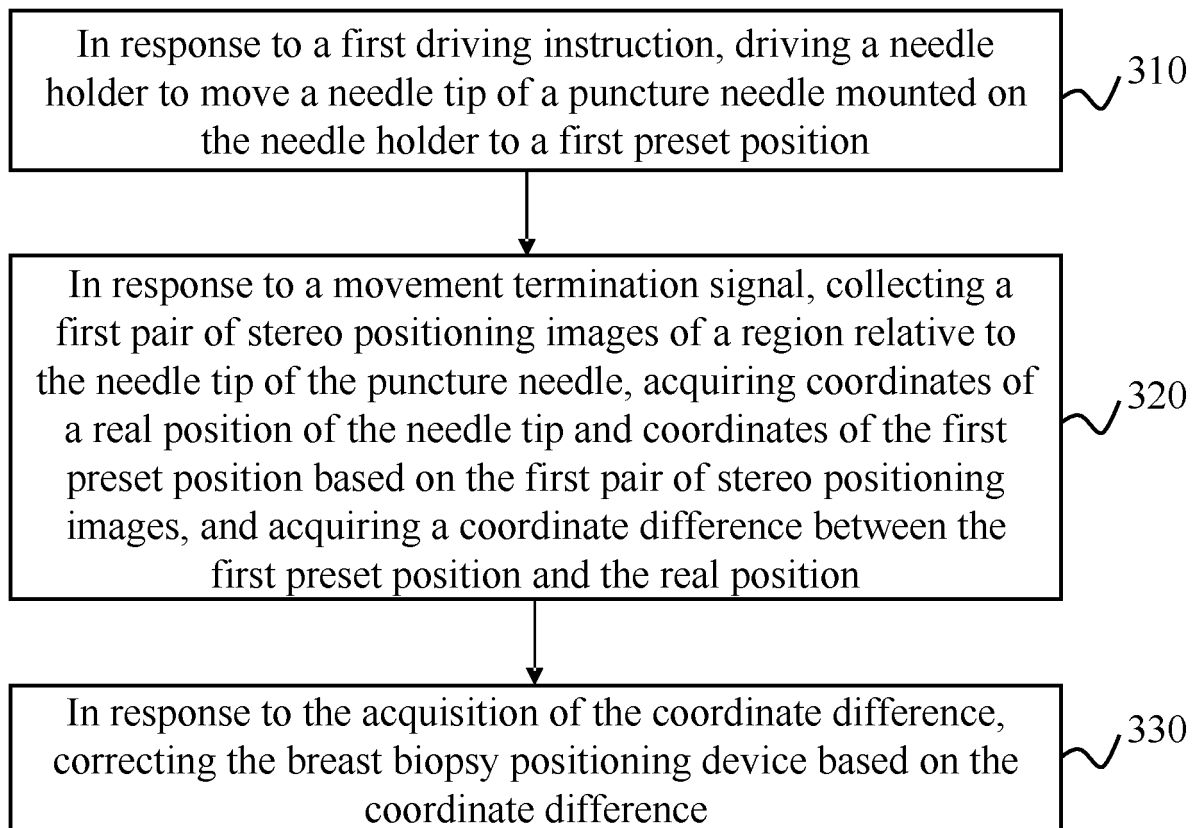 In response to a first driving instruction, driving a needle
holder to move a needle tip of a puncture needle mounted on
the needle holder to a first preset position
310
In response to a movement termination signal, collecting a
first pair of stereo positioning images of a region relative to
the needle tip of the puncture needle, acquiring coordinates of
a real position of the needle tip and coordinates of the first
preset position based on the first pair of stereo positioning
images, and acquiring a coordinate difference between the
first preset position and the real position
320
In response to the acquisition of the coordinate difference,
correcting the breast biopsy positioning device based on the
coordinate difference
330